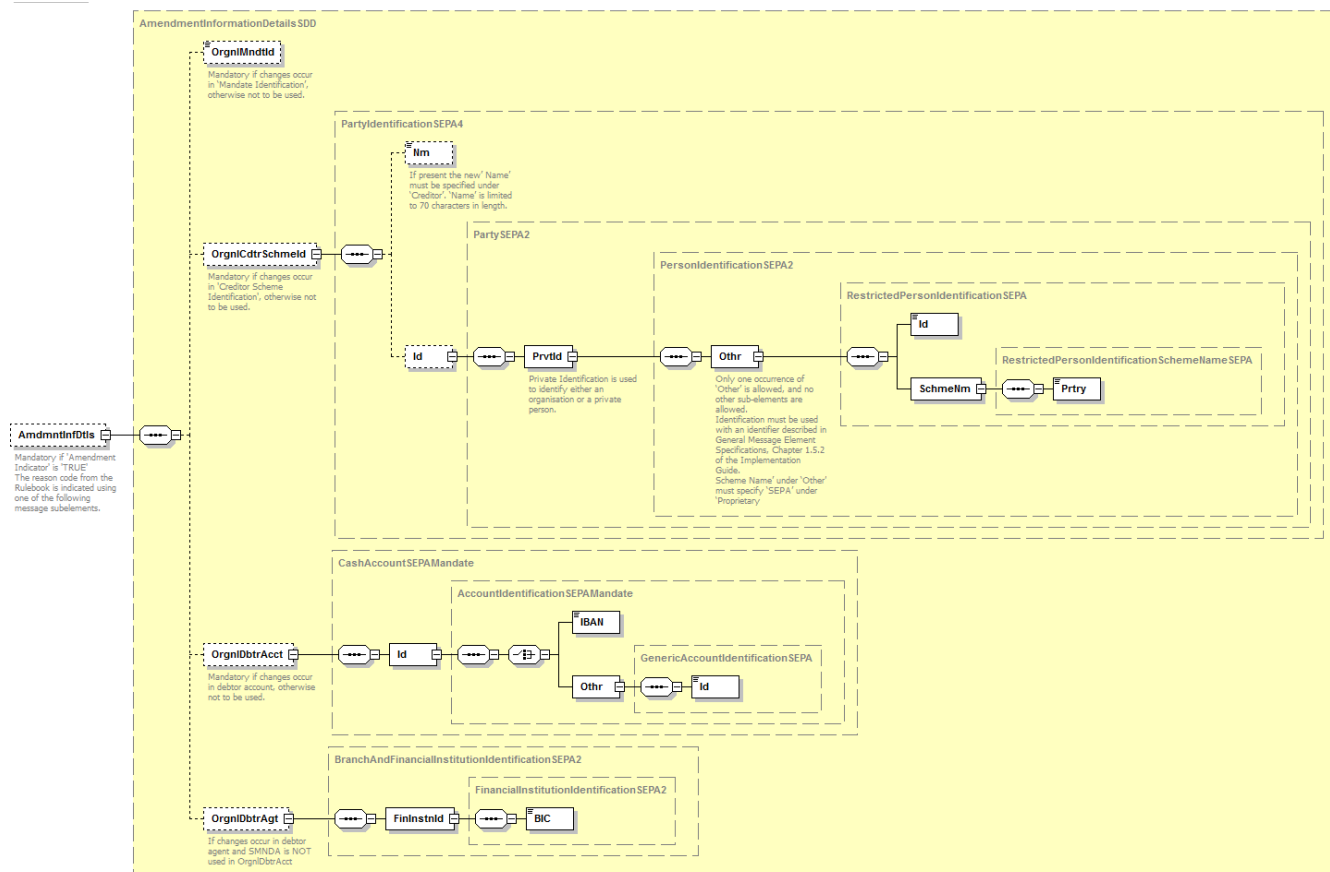 AmendmentInformationDetailsSDD
OrgnlMndtId
Mandatory if changes occur
in 'Mandate Identification',
otherwise not to be used.
PartyIdentificationSEPA4
Nm
If present the new' Name'
must be specified under
'Creditor'. 'Name' is limited
to 70 characters in length.
PartySEPA2
PersonIdentificationSEPA2
RestrictedPersonIdentificationSEPA
OrgnlCdtrSchmeId
Mandatory if changes occur
in 'Creditor Scheme
Identification', otherwise not
to be used.
Id
PrvtId
Private Identification is used
to identify either an
organisation or a private
person.
Othr
Only one occurrence of
'Other' is allowed, and no
other sub-elements are
allowed.
Identification must be used
with an identifier described in
General Message Element
Specifications, Chapter 1.5.2
of the Implementation
Guide.
Scheme Name' under 'Other'
must specify 'SEPA' under
'Proprietary
Id
RestrictedPersonIdentificationSchemeNameSEPA
SchmeNm
Prtry
AmdmntInfDtls
Mandatory if 'Amendment
Indicator' is 'TRUE'
The reason code from the
Rulebook is indicated using
one of the following
message subelements.
CashAccountSEPAMandate
AccountIdentificationSEPAMandate
IBAN
OrgnlDbtrAcct
Mandatory if changes occur
in debtor account, otherwise
not to be used.
Id
GenericAccountIdentificationSEPA
Othr
Id
BranchAndFinancialInstitutionIdentificationSEPA2
FinancialInstitutionIdentificationSEPA2
OrgnlDbtrAgt
If changes occur in debtor
agent and SMNDA is NOT
used in OrgnlDbtrAcct
FinInstnId
BIC